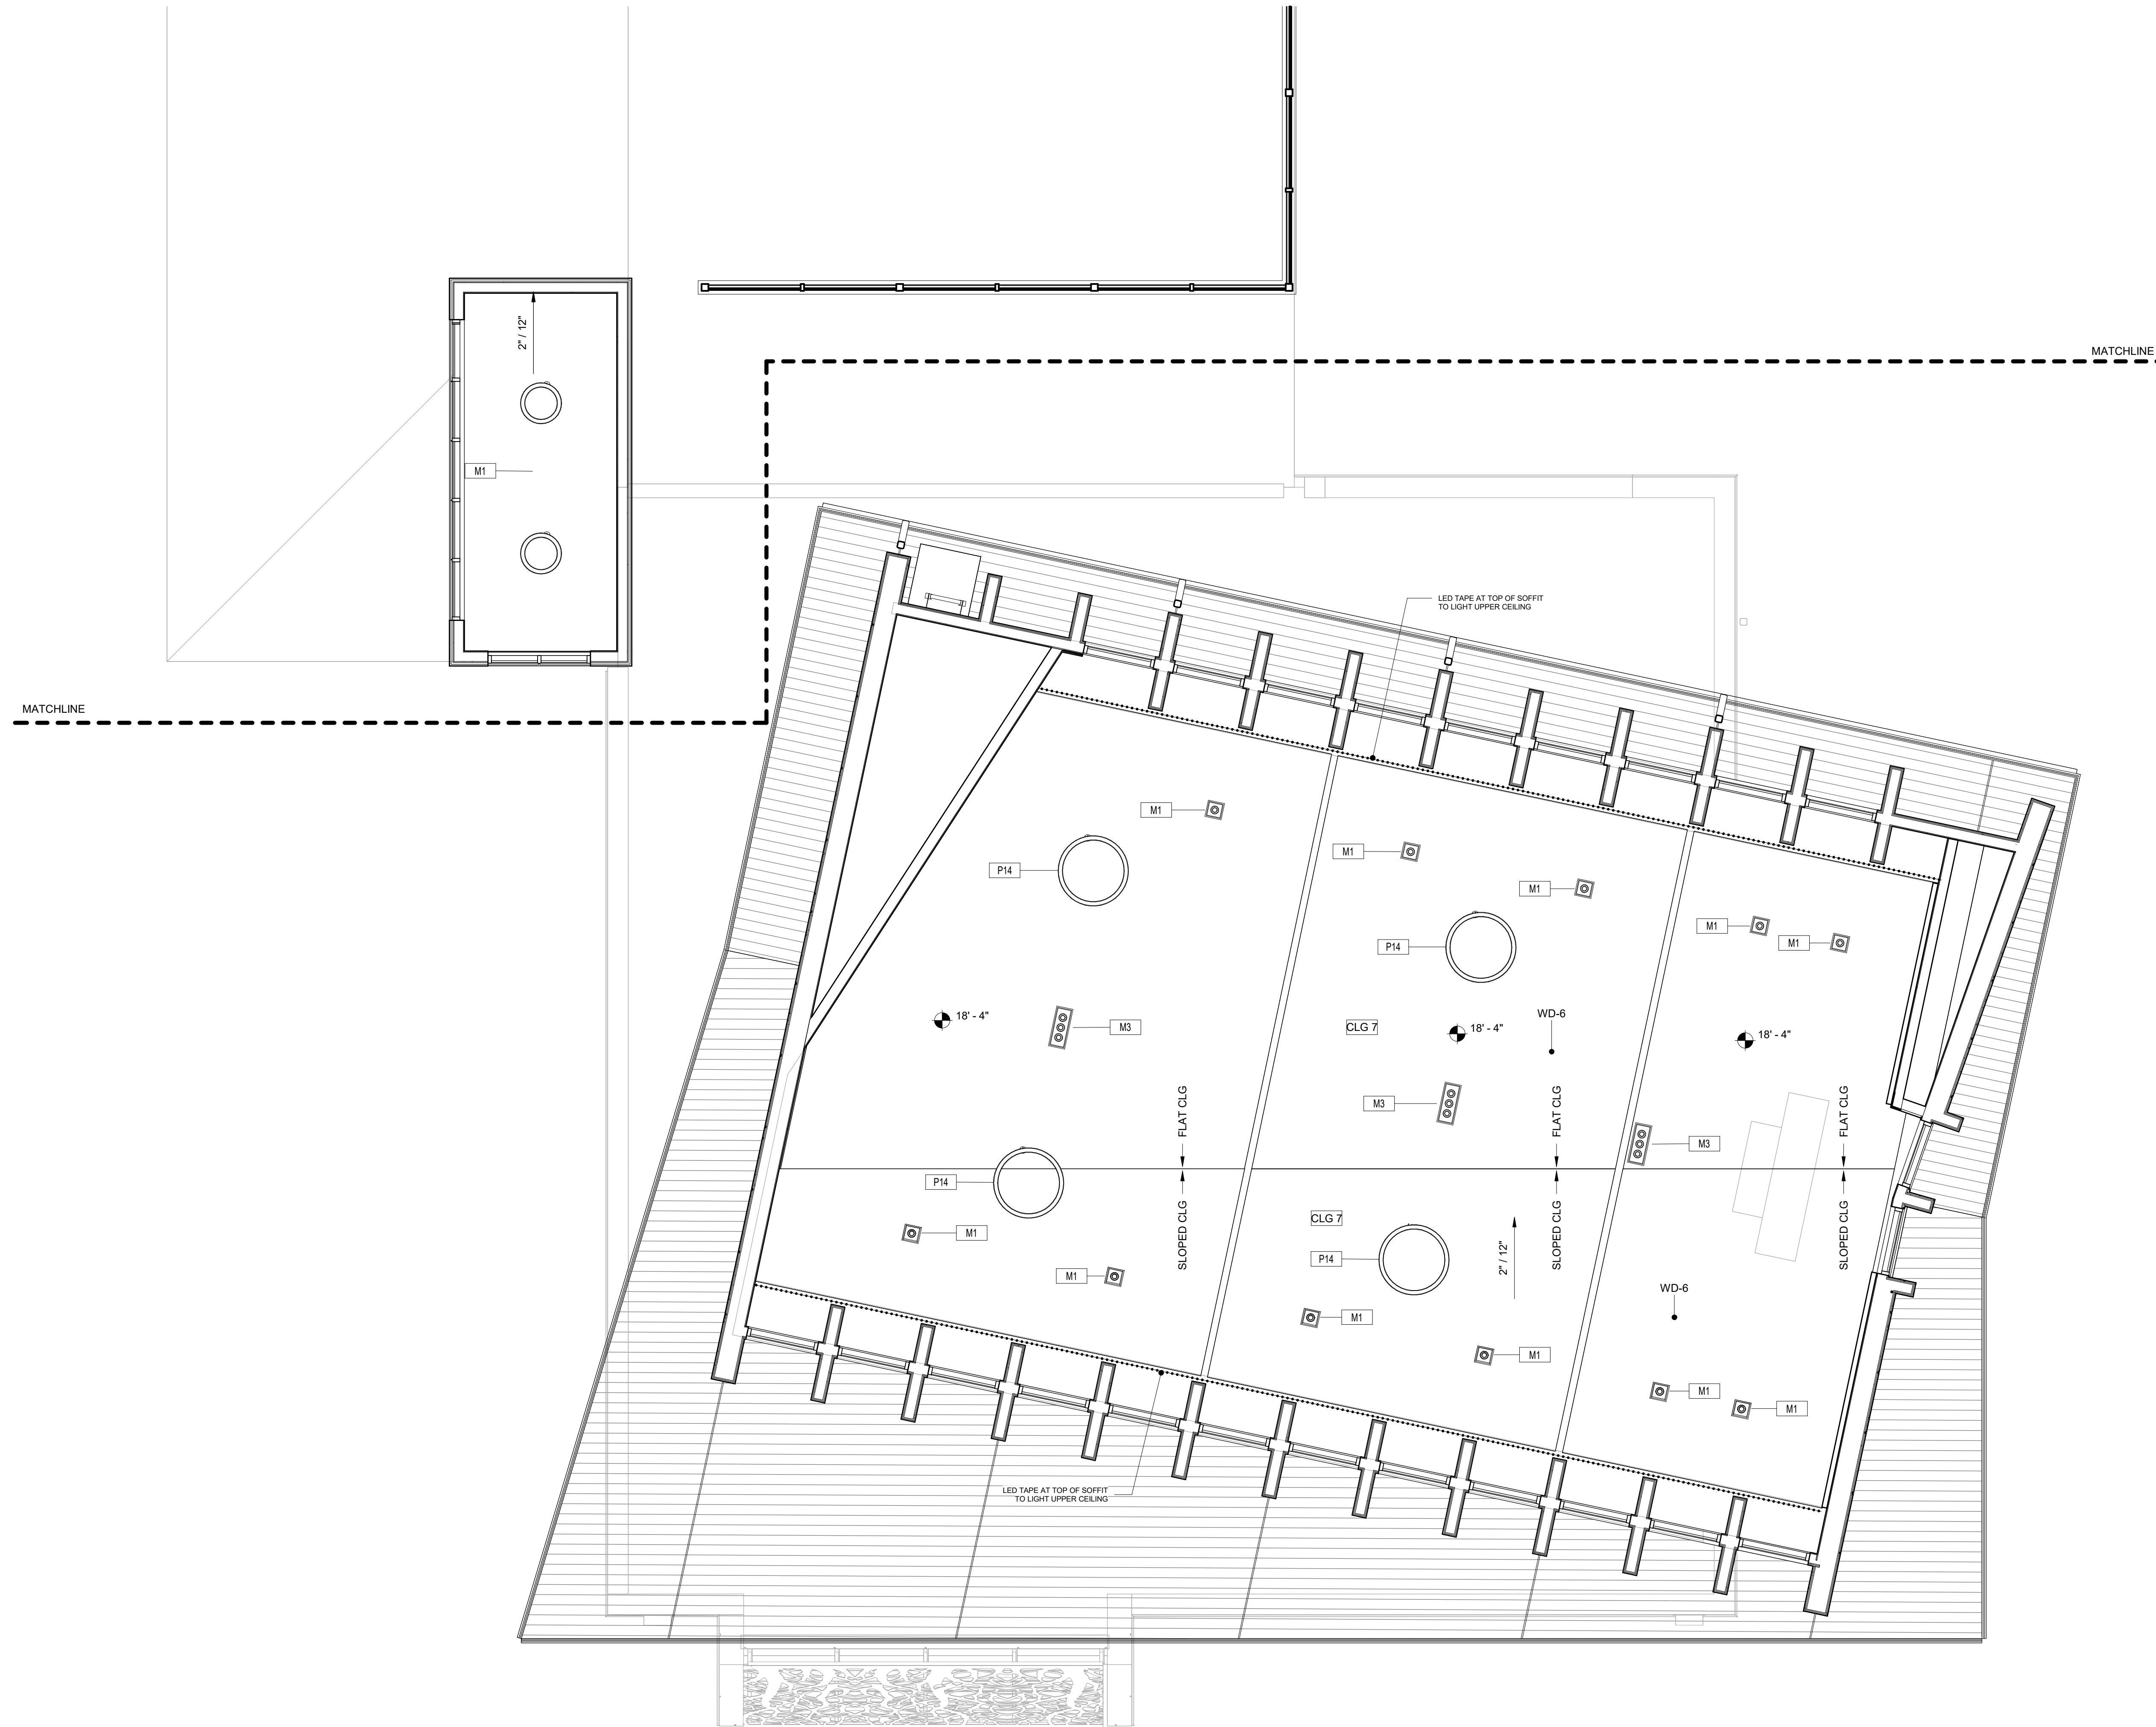 MATCHLINE
2" / 12"
M1
LED TAPE AT TOP OF SOFFIT
TO LIGHT UPPER CEILING
MATCHLINE
M1
M1
P14
M1
M1
M1
P14
18' - 4"
M3
CLG 7
18' - 4"
WD-6
18' - 4"
M3
M3
FLAT CLG
FLAT CLG
FLAT CLG
P14
SLOPED CLG
SLOPED CLG
SLOPED CLG
CLG 7
M1
P14
2" / 12"
M1
WD-6
M1
M1
M1
M1
LED TAPE AT TOP OF SOFFIT
TO LIGHT UPPER CEILING